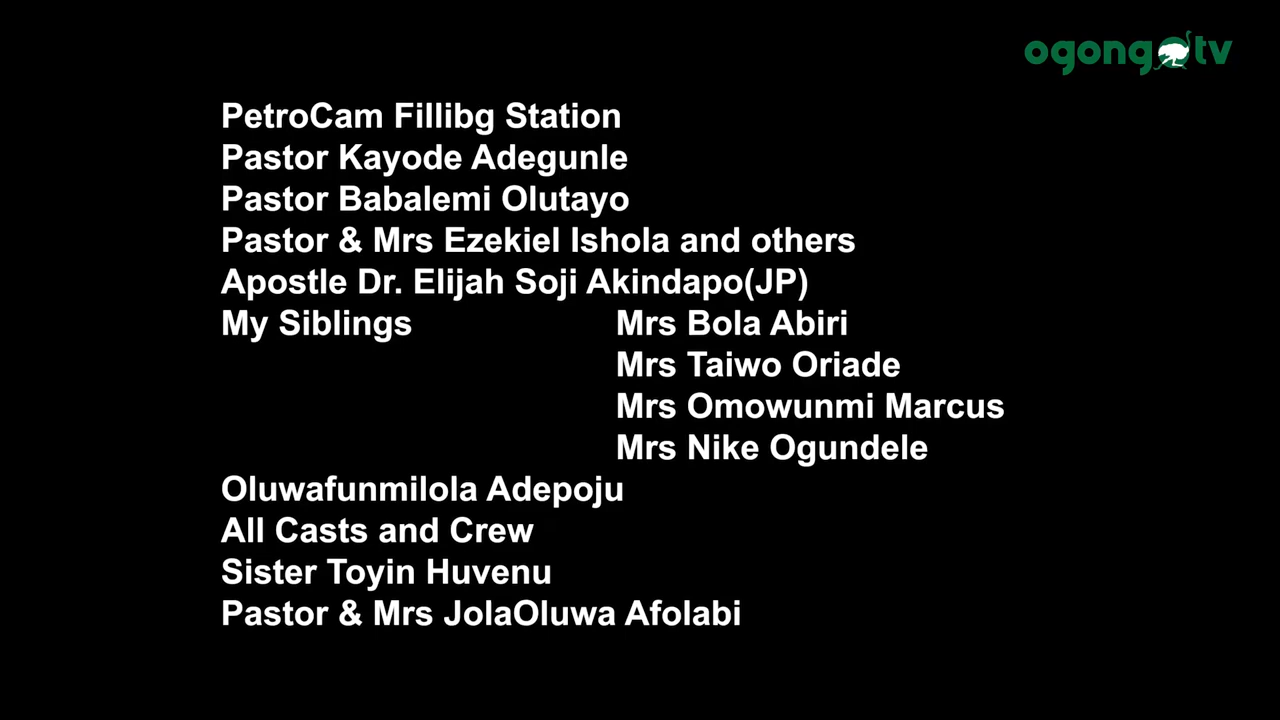 ogongotv
PetroCam Fillibg Station
Pastor Kayode Adegunle
Pastor Babalemi Olutayo
Pastor & Mrs Ezekiel Ishola and others
Apostle Dr. Elijah Soji Akindapo(JP)
My Siblings Mrs Bola Abiri
Mrs Taiwo Oriade
Mrs Omowunmi Marcus
Mrs Nike Ogundele
Oluwafunmilola Adepoju
All Casts and Crew
Sister Toyin Huvenu
Pastor & Mrs JolaOluwa Afolabi